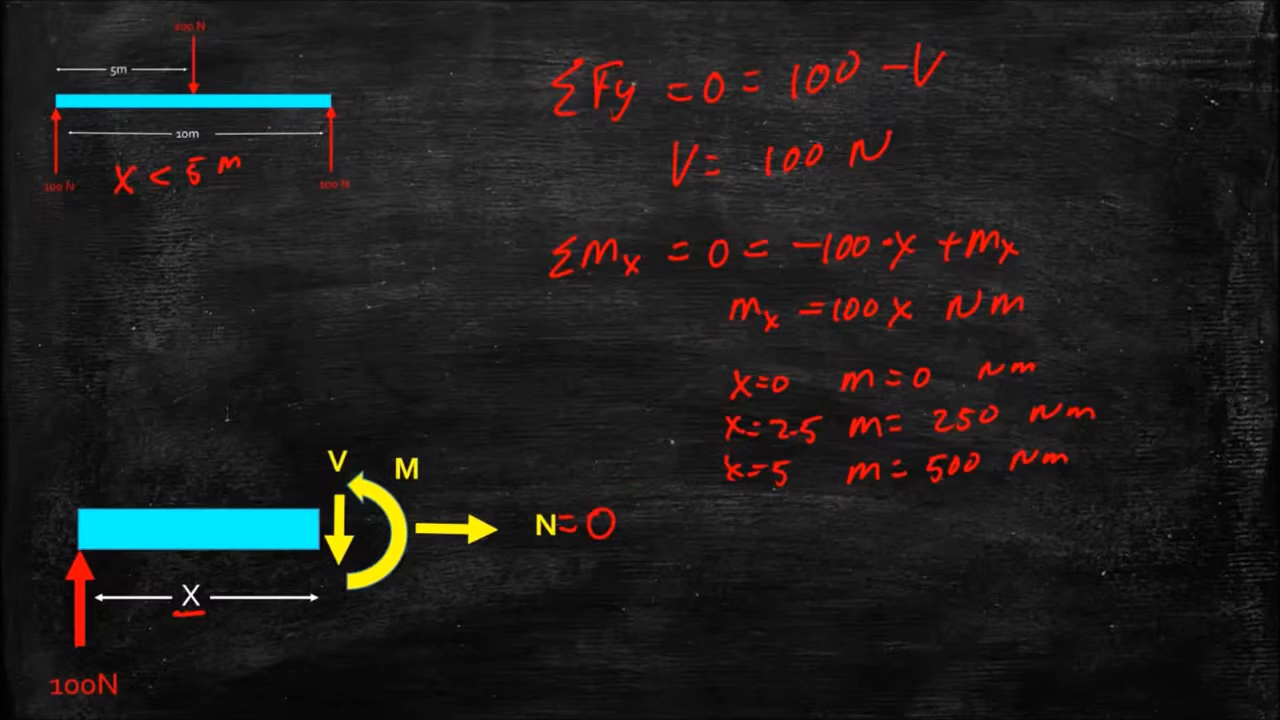 200 N
5m
10m
100 N
100 N
X < 5 m
ΣFy = 0 = 100 - V
V = 100 N
ΣMx = 0 = -100·x + Mx
Mx = 100x Nm
x=0 m=0 Nm
x=2.5 m= 250 Nm
x=5 m= 500 Nm
V
M
N=0
X
100N